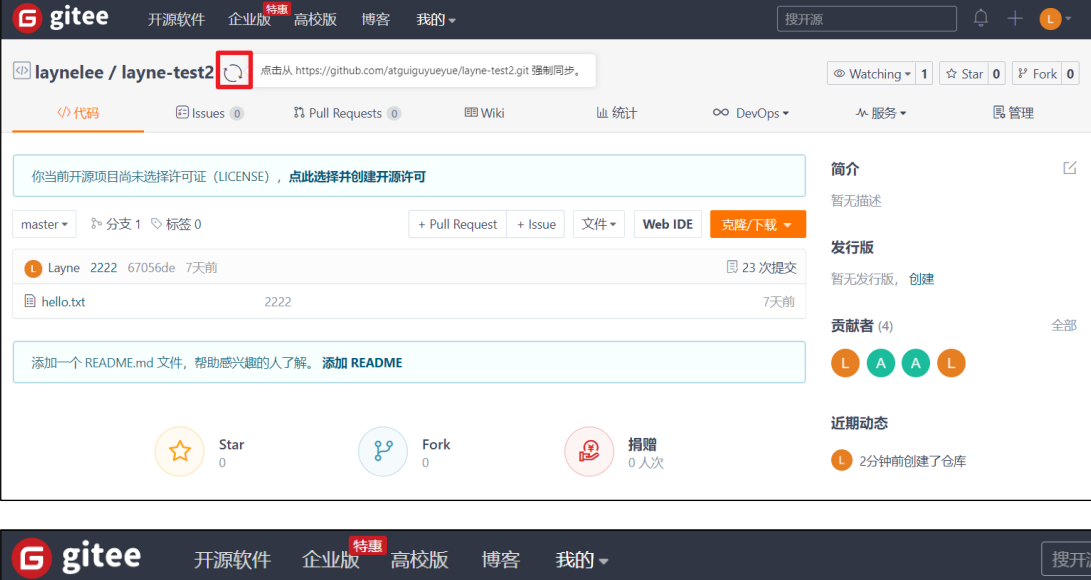 gitee 开源软件 企业版 特惠 高校版 博客 我的 搜开源 L
laynelee / layne-test2 点击从 https://github.com/atguiguyueyue/layne-test2.git 强制同步。 Watching 1 Star 0 Fork 0
代码 Issues 0 Pull Requests 0 Wiki 统计 DevOps 服务 管理
你当前开源项目尚未选择许可证（LICENSE），点此选择并创建开源许可
简介
暂无描述
master 分支 1 标签 0 + Pull Request + Issue 文件 Web IDE 克隆/下载
发行版
L Layne 2222 67056de 7天前 23 次提交
暂无发行版， 创建
hello.txt 2222 7天前
贡献者 (4) 全部
添加一个 README.md 文件，帮助感兴趣的人了解。 添加 README
L A A L
近期动态
Star
0
Fork
0
捐赠
0 人次
L 2分钟前创建了仓库
gitee 开源软件 企业版 特惠 高校版 博客 我的 搜开